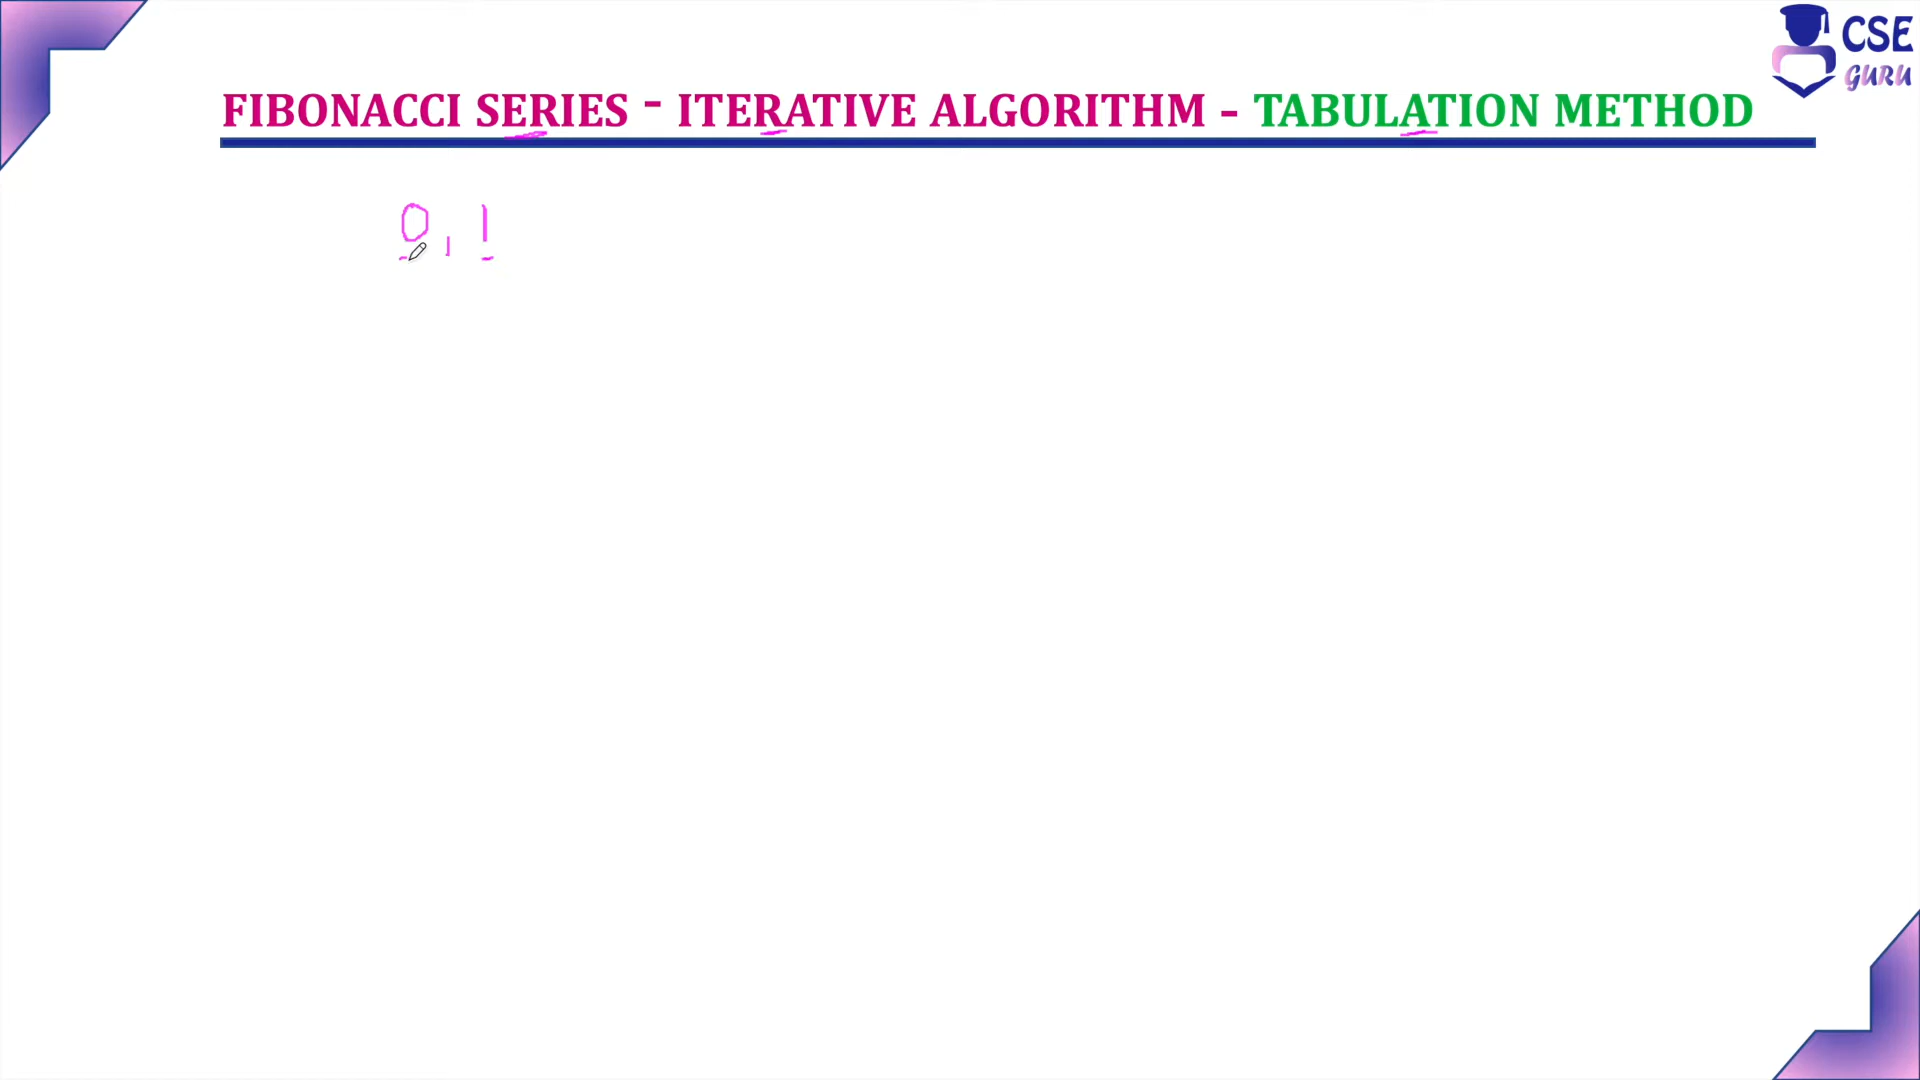 CSE
GURU
FIBONACCI SERIES - ITERATIVE ALGORITHM - TABULATION METHOD
0, 1